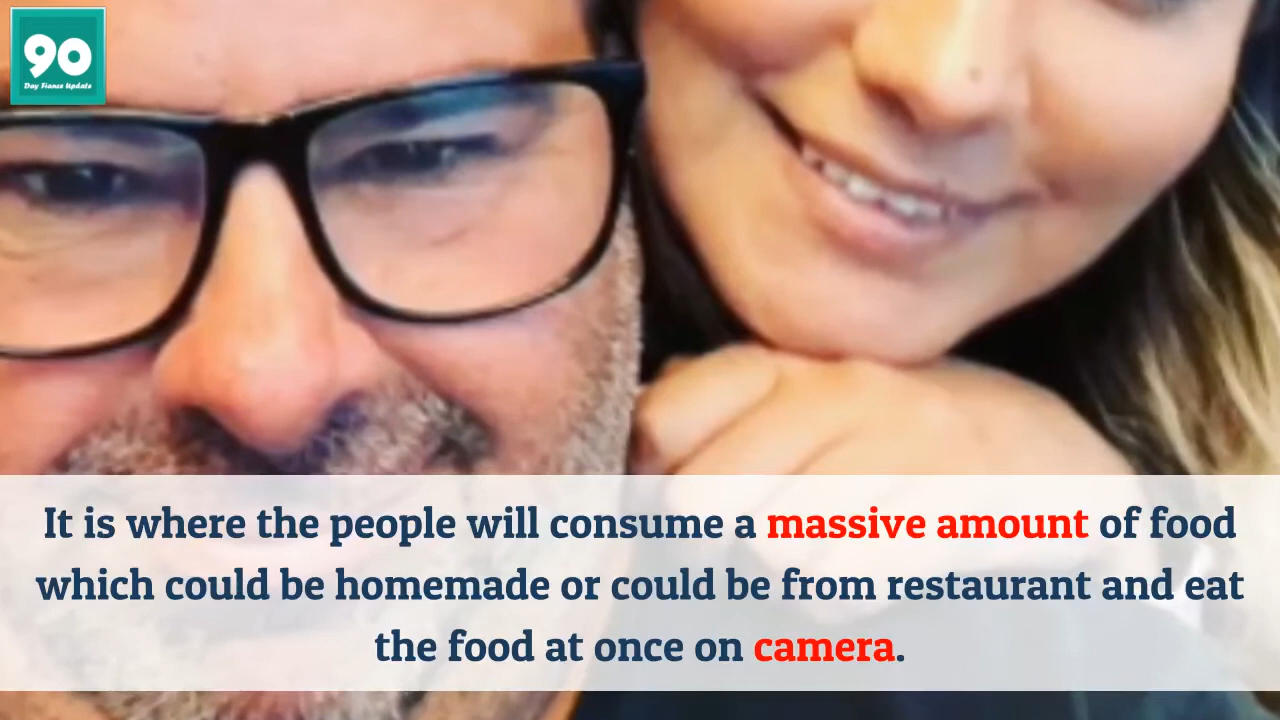 90
Day Fiance Update
It is where the people will consume a massive amount of food
which could be homemade or could be from restaurant and eat
the food at once on camera.